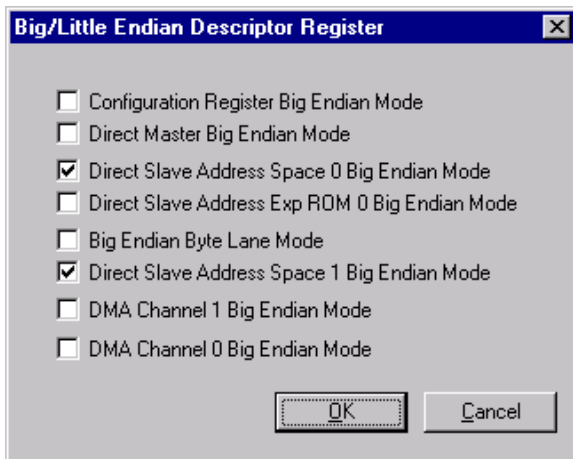 Big/Little Endian Descriptor Register
Configuration Register Big Endian Mode
Direct Master Big Endian Mode
Direct Slave Address Space 0 Big Endian Mode
Direct Slave Address Exp ROM 0 Big Endian Mode
Big Endian Byte Lane Mode
Direct Slave Address Space 1 Big Endian Mode
DMA Channel 1 Big Endian Mode
DMA Channel 0 Big Endian Mode
OK Cancel